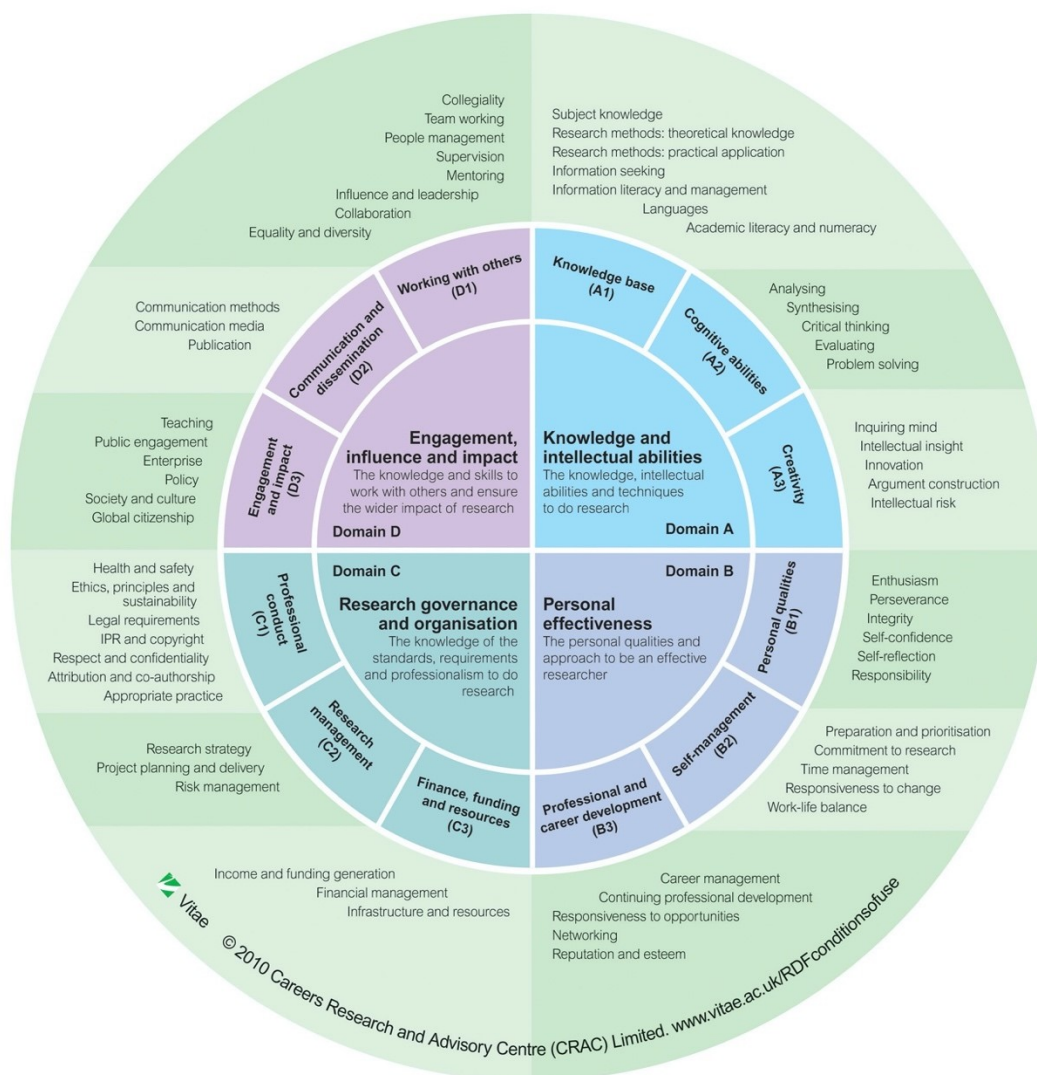 Collegiality
Team working
People management
Supervision
Mentoring
Influence and leadership
Collaboration
Equality and diversity
Subject knowledge
Research methods: theoretical knowledge
Research methods: practical application
Information seeking
Information literacy and management
Languages
Academic literacy and numeracy
Working with others
(D1)
Knowledge base
(A1)
Communication methods
Communication media
Publication
Communication and
dissemination
(D2)
Cognitive abilities
(A2)
Analysing
Synthesising
Critical thinking
Evaluating
Problem solving
Teaching
Public engagement
Enterprise
Policy
Society and culture
Global citizenship
Engagement
and impact
(D3)
Engagement,
influence and impact
The knowledge and skills to
work with others and ensure
the wider impact of research
Domain D
Knowledge and
intellectual abilities
The knowledge, intellectual
abilities and techniques
to do research
Domain A
Creativity
(A3)
Inquiring mind
Intellectual insight
Innovation
Argument construction
Intellectual risk
Health and safety
Ethics, principles and
sustainability
Legal requirements
IPR and copyright
Respect and confidentiality
Attribution and co-authorship
Appropriate practice
Professional
conduct
(C1)
Domain C
Research governance
and organisation
The knowledge of the
standards, requirements
and professionalism to do
research
Domain B
Personal
effectiveness
The personal qualities and
approach to be an effective
researcher
Personal qualities
(B1)
Enthusiasm
Perseverance
Integrity
Self-confidence
Self-reflection
Responsibility
Research strategy
Project planning and delivery
Risk management
Research
management
(C2)
Self-management
(B2)
Preparation and prioritisation
Commitment to research
Time management
Responsiveness to change
Work-life balance
Finance, funding
and resources
(C3)
Professional and
career development
(B3)
Income and funding generation
Financial management
Infrastructure and resources
Career management
Continuing professional development
Responsiveness to opportunities
Networking
Reputation and esteem
Vitae © 2010 Careers Research and Advisory Centre (CRAC) Limited. www.vitae.ac.uk/RDFconditionsofuse